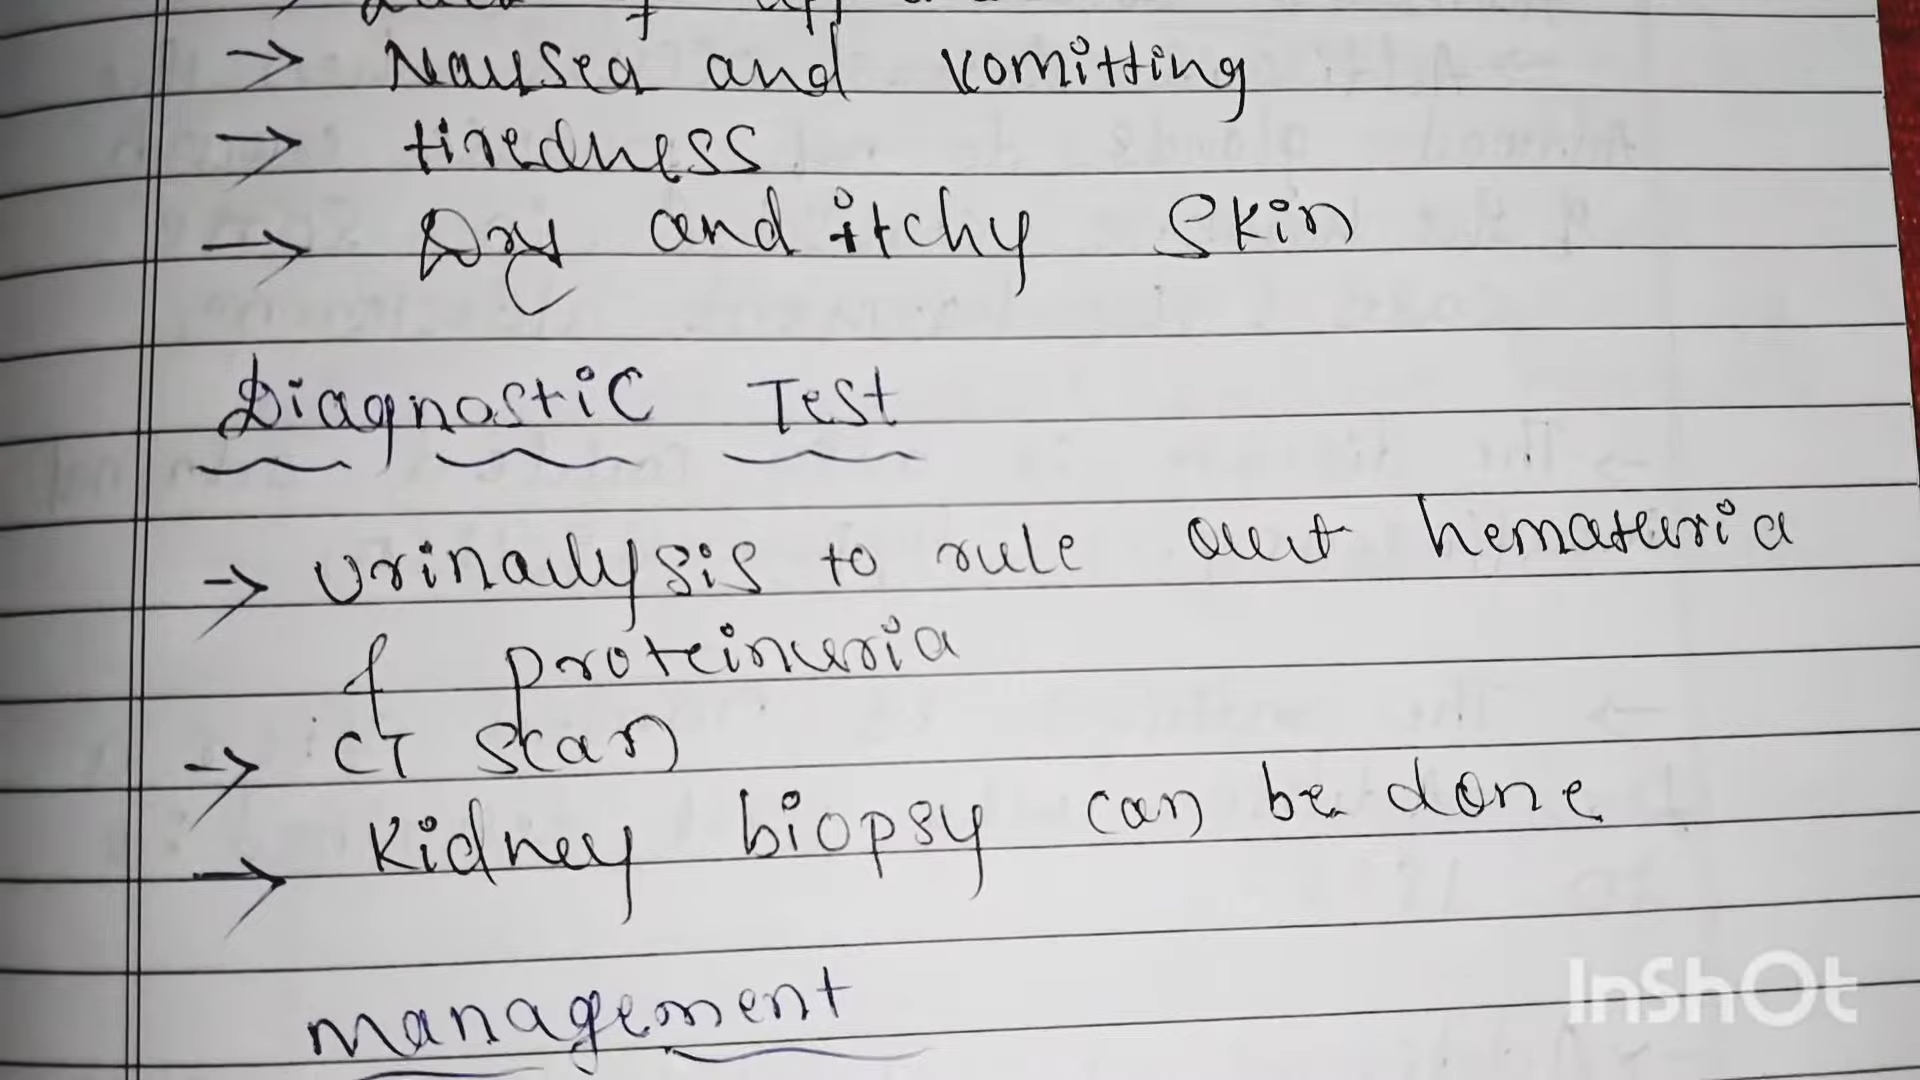 → Nausea and vomitting
→ tiredness
→ Dry and itchy skin
Diagnostic Test
→ Urinalysis to rule out hematuria
& proteinuria
→ CT Scan
→ Kidney biopsy can be done
management
InShOt